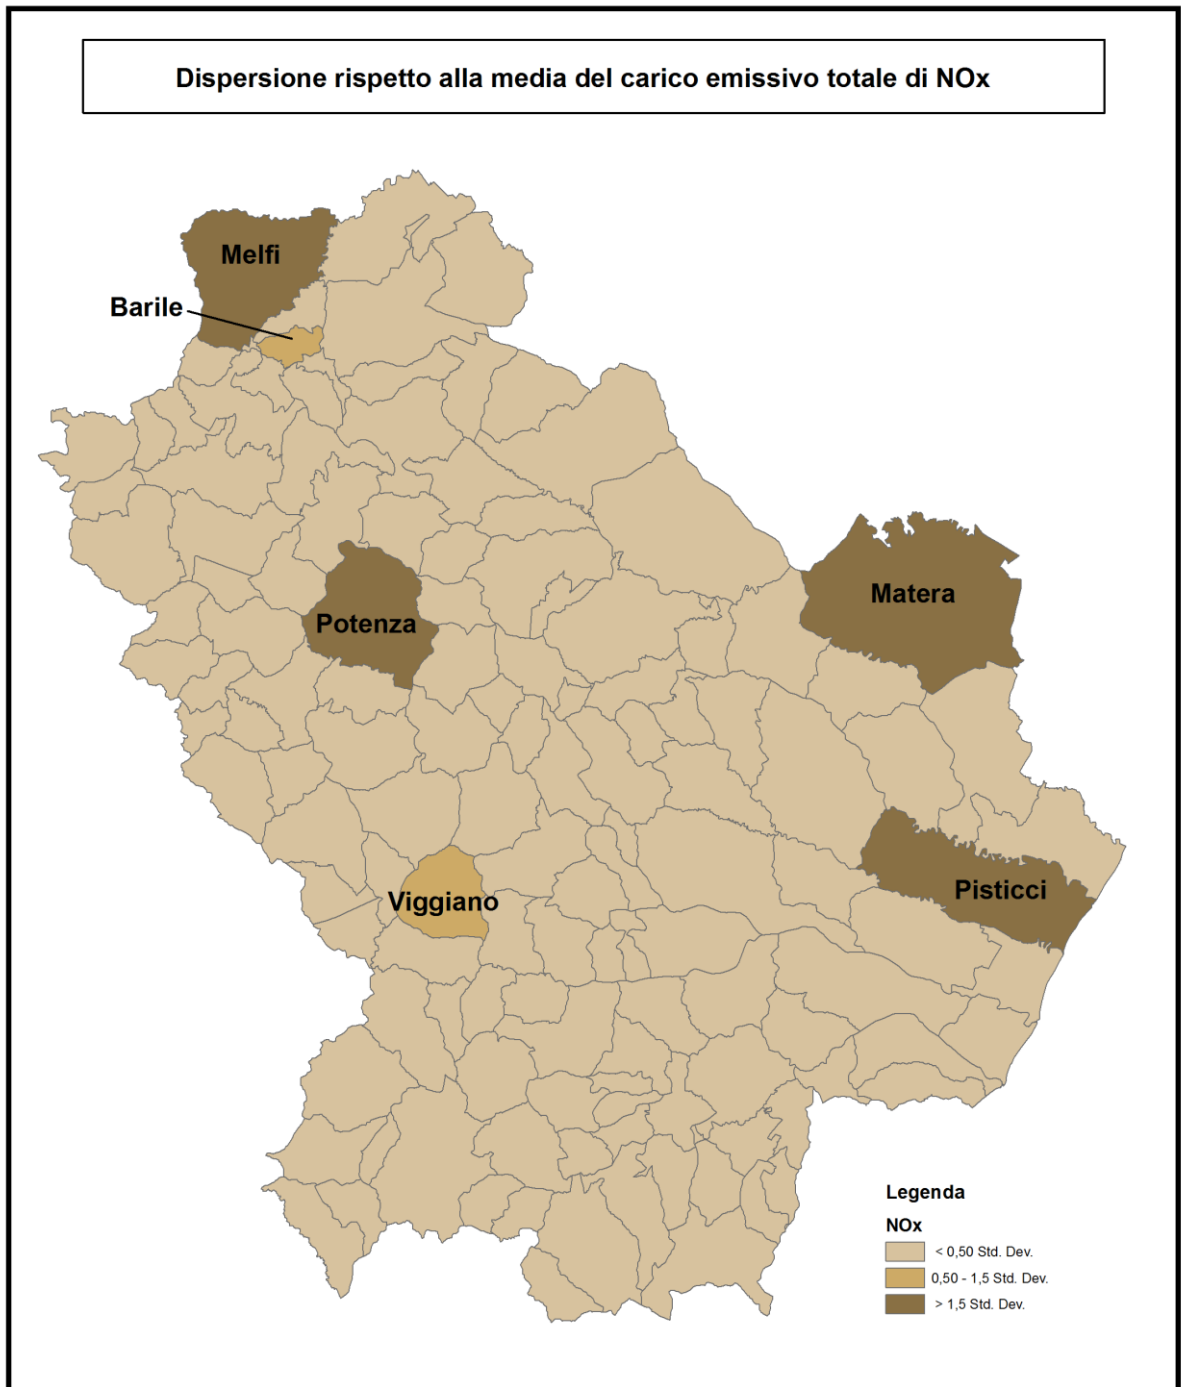 Dispersione rispetto alla media del carico emissivo totale di NOx
Melfi
Barile
Matera
Potenza
Pisticci
Viggiano
Legenda
NOx
< 0,50 Std. Dev.
0,50 - 1,5 Std. Dev.
> 1,5 Std. Dev.